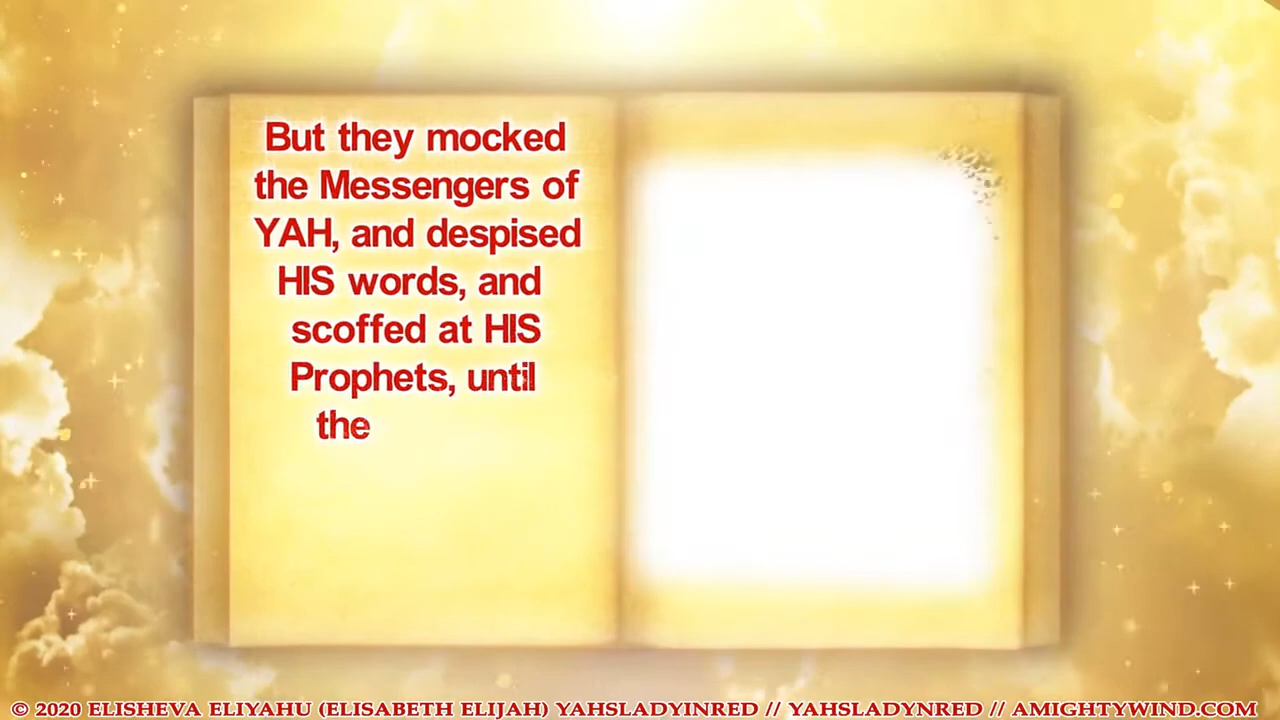 But they mocked
the Messengers of
YAH, and despised
HIS words, and
scoffed at HIS
Prophets, until
the
© 2020 ELISHEVA ELIYAHU (ELISABETH ELIJAH) YAHSLADYINRED // YAHSLADYNRED // AMIGHTYWIND.COM